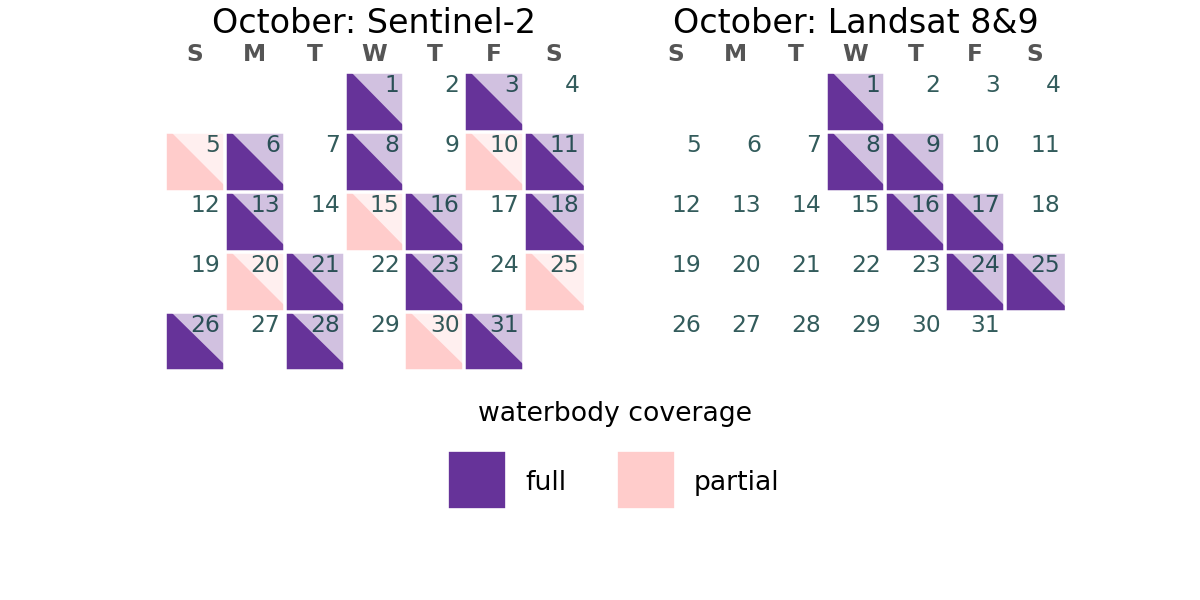 October: Sentinel-2
S M T W T F S
1 2 3 4
5 6 7 8 9 10 11
12 13 14 15 16 17 18
19 20 21 22 23 24 25
26 27 28 29 30 31
October: Landsat 8&9
S M T W T F S
1 2 3 4
5 6 7 8 9 10 11
12 13 14 15 16 17 18
19 20 21 22 23 24 25
26 27 28 29 30 31
waterbody coverage
full partial